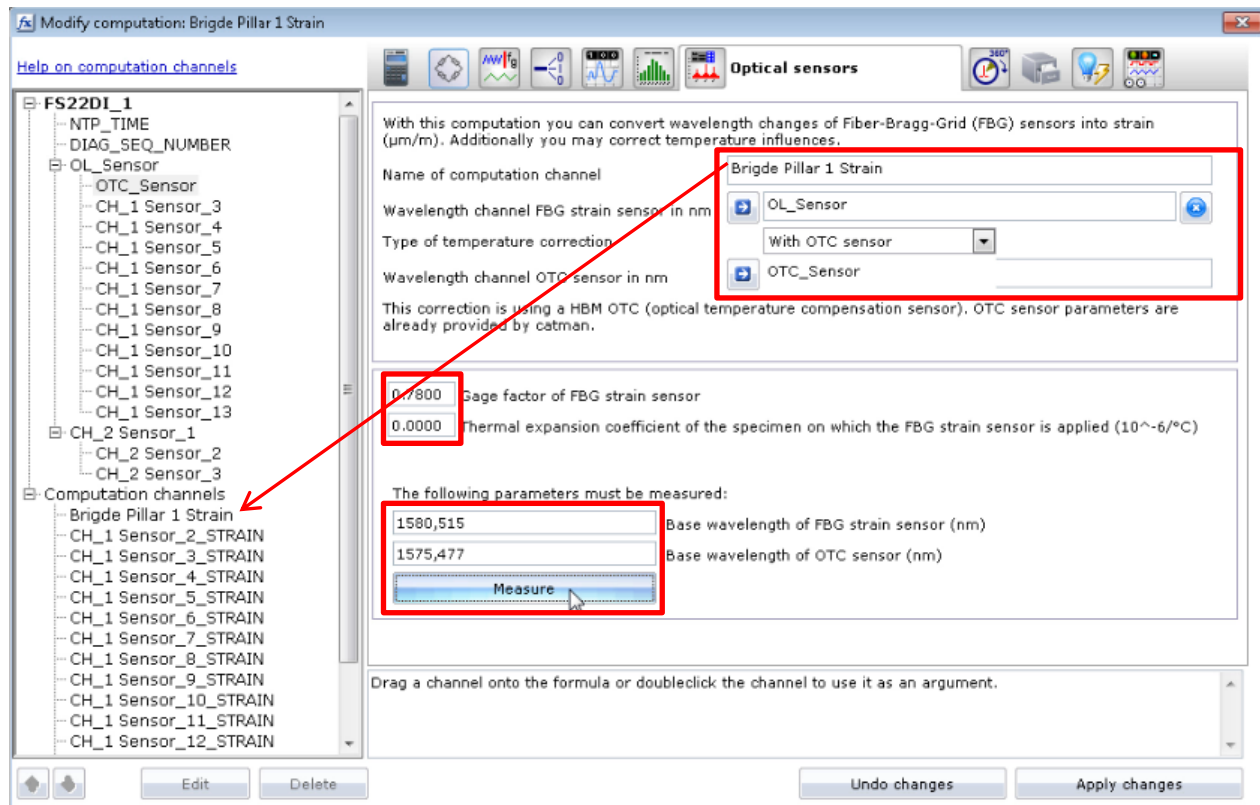 Modify computation: Brigde Pillar 1 Strain
Help on computation channels
Optical sensors
FS22DI_1
NTP_TIME
DIAG_SEQ_NUMBER
OL_Sensor
OTC_Sensor
CH_1 Sensor_3
CH_1 Sensor_4
CH_1 Sensor_5
CH_1 Sensor_6
CH_1 Sensor_7
CH_1 Sensor_8
CH_1 Sensor_9
CH_1 Sensor_10
CH_1 Sensor_11
CH_1 Sensor_12
CH_1 Sensor_13
CH_2 Sensor_1
CH_2 Sensor_2
CH_2 Sensor_3
Computation channels
Brigde Pillar 1 Strain
CH_1 Sensor_2_STRAIN
CH_1 Sensor_3_STRAIN
CH_1 Sensor_4_STRAIN
CH_1 Sensor_5_STRAIN
CH_1 Sensor_6_STRAIN
CH_1 Sensor_7_STRAIN
CH_1 Sensor_8_STRAIN
CH_1 Sensor_9_STRAIN
CH_1 Sensor_10_STRAIN
CH_1 Sensor_11_STRAIN
CH_1 Sensor_12_STRAIN
With this computation you can convert wavelength changes of Fiber-Bragg-Grid (FBG) sensors into strain
(µm/m). Additionally you may correct temperature influences.
Name of computation channel Brigde Pillar 1 Strain
Wavelength channel FBG strain sensor in nm OL_Sensor
Type of temperature correction With OTC sensor
Wavelength channel OTC sensor in nm OTC_Sensor
This correction is using a HBM OTC (optical temperature compensation sensor). OTC sensor parameters are
already provided by catman.
0.7800 Gage factor of FBG strain sensor
0.0000 Thermal expansion coefficient of the specimen on which the FBG strain sensor is applied (10^-6/°C)
The following parameters must be measured:
1580,515 Base wavelength of FBG strain sensor (nm)
1575,477 Base wavelength of OTC sensor (nm)
Measure
Drag a channel onto the formula or doubleclick the channel to use it as an argument.
Edit Delete Undo changes Apply changes